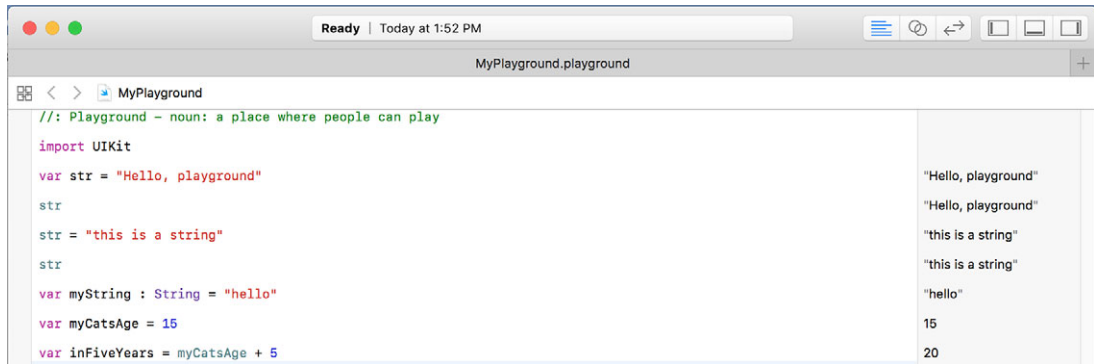 Ready | Today at 1:52 PM
MyPlayground.playground
MyPlayground
//: Playground – noun: a place where people can play
import UIKit
var str = "Hello, playground" "Hello, playground"
str "Hello, playground"
str = "this is a string" "this is a string"
str "this is a string"
var myString : String = "hello" "hello"
var myCatsAge = 15 15
var inFiveYears = myCatsAge + 5 20